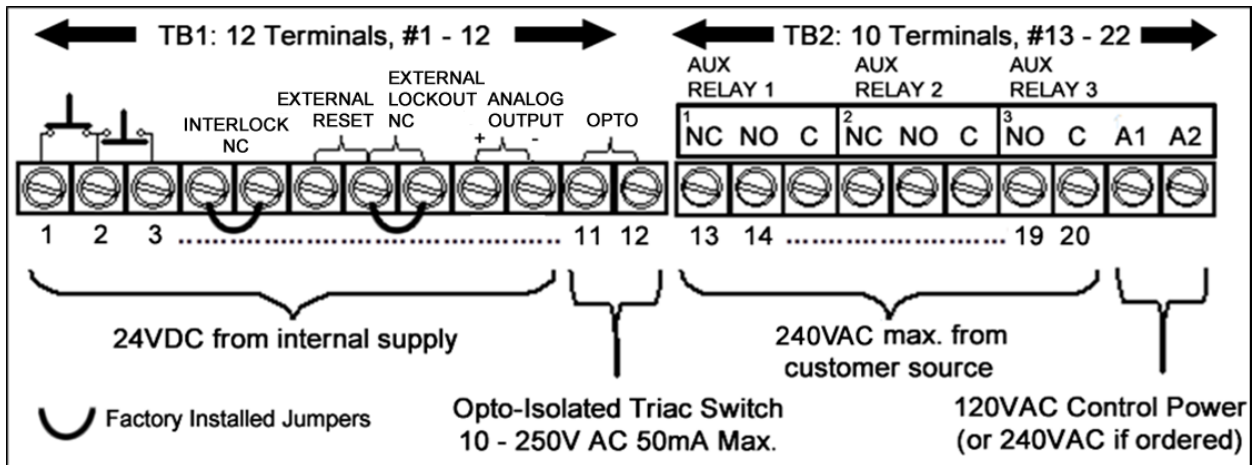 TB1: 12 Terminals, #1 - 12
TB2: 10 Terminals, #13 - 22
INTERLOCK
NC
EXTERNAL
RESET
EXTERNAL
LOCKOUT
NC
ANALOG
OUTPUT
+ -
OPTO
AUX
RELAY 1
AUX
RELAY 2
AUX
RELAY 3
1 NC NO C 2 NC NO C 3 NO C A1 A2
1 2 3 ........................................ 11 12 13 14 ........................ 19 20
24VDC from internal supply
240VAC max. from
customer source
Factory Installed Jumpers
Opto-Isolated Triac Switch
10 - 250V AC 50mA Max.
120VAC Control Power
(or 240VAC if ordered)